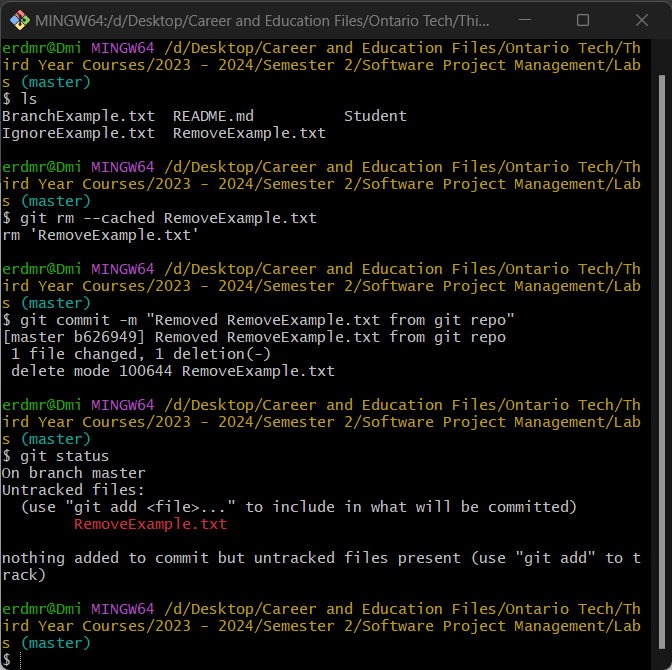 MINGW64:/d/Desktop/Career and Education Files/Ontario Tech/Thi...
erdmr@Dmi MINGW64 /d/Desktop/Career and Education Files/Ontario Tech/Th
ird Year Courses/2023 - 2024/Semester 2/Software Project Management/Lab
s (master)
$ ls
BranchExample.txt  README.md          Student
IgnoreExample.txt  RemoveExample.txt

erdmr@Dmi MINGW64 /d/Desktop/Career and Education Files/Ontario Tech/Th
ird Year Courses/2023 - 2024/Semester 2/Software Project Management/Lab
s (master)
$ git rm --cached RemoveExample.txt
rm 'RemoveExample.txt'

erdmr@Dmi MINGW64 /d/Desktop/Career and Education Files/Ontario Tech/Th
ird Year Courses/2023 - 2024/Semester 2/Software Project Management/Lab
s (master)
$ git commit -m "Removed RemoveExample.txt from git repo"
[master b626949] Removed RemoveExample.txt from git repo
 1 file changed, 1 deletion(-)
 delete mode 100644 RemoveExample.txt

erdmr@Dmi MINGW64 /d/Desktop/Career and Education Files/Ontario Tech/Th
ird Year Courses/2023 - 2024/Semester 2/Software Project Management/Lab
s (master)
$ git status
On branch master
Untracked files:
  (use "git add <file>..." to include in what will be committed)
        RemoveExample.txt

nothing added to commit but untracked files present (use "git add" to t
rack)

erdmr@Dmi MINGW64 /d/Desktop/Career and Education Files/Ontario Tech/Th
ird Year Courses/2023 - 2024/Semester 2/Software Project Management/Lab
s (master)
$